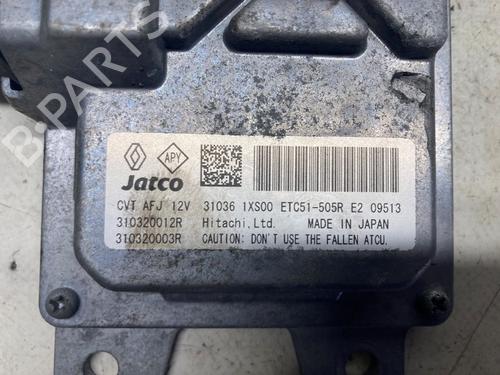 B-PARTS
APY
Jatco
CVT AFJ 12V 31036 1XS00 ETC51-505R E2 09513
310320012R Hitachi,Ltd. MADE IN JAPAN
310320003R CAUTION: DON'T USE THE FALLEN ATCU.